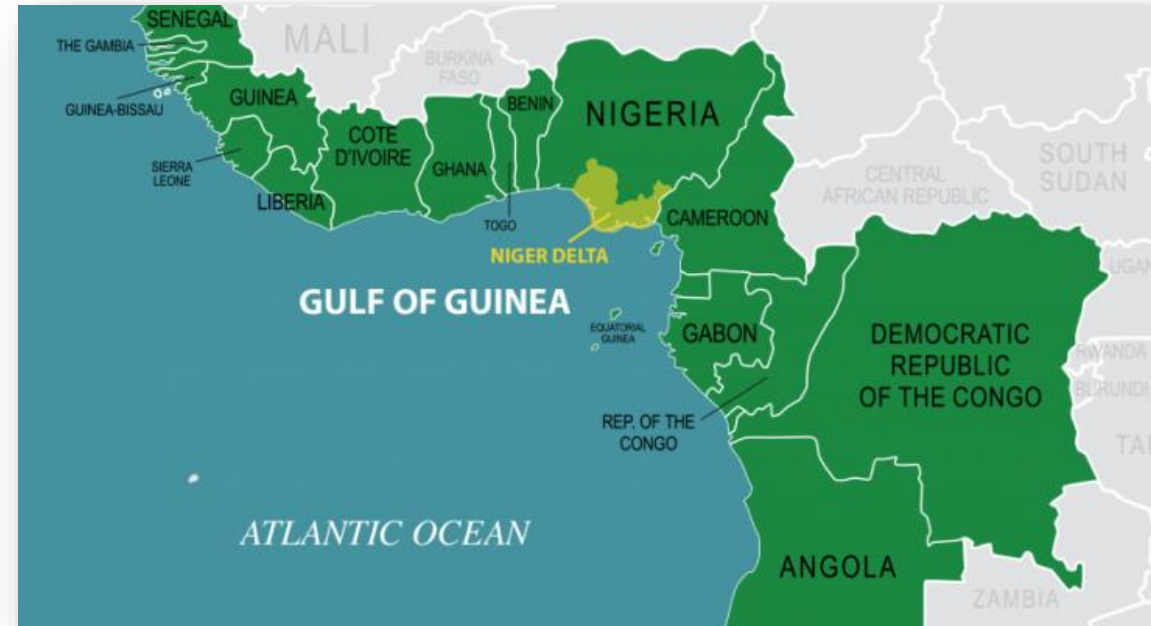 SENEGAL
THE GAMBIA
MALI
BURKINA
FASO
GUINEA-BISSAU
GUINEA
BENIN
NIGERIA
COTE
D'IVOIRE
GHANA
SIERRA
LEONE
LIBERIA
TOGO
CENTRAL
AFRICAN REPUBLIC
SOUTH
SUDAN
CAMEROON
NIGER DELTA
UGAN
GULF OF GUINEA
EQUATORIAL
GUINEA
GABON
DEMOCRATIC
REPUBLIC
OF THE CONGO
RWANDA
BURUNDI
REP. OF THE
CONGO
TA
ATLANTIC OCEAN
ANGOLA
ZAMBIA